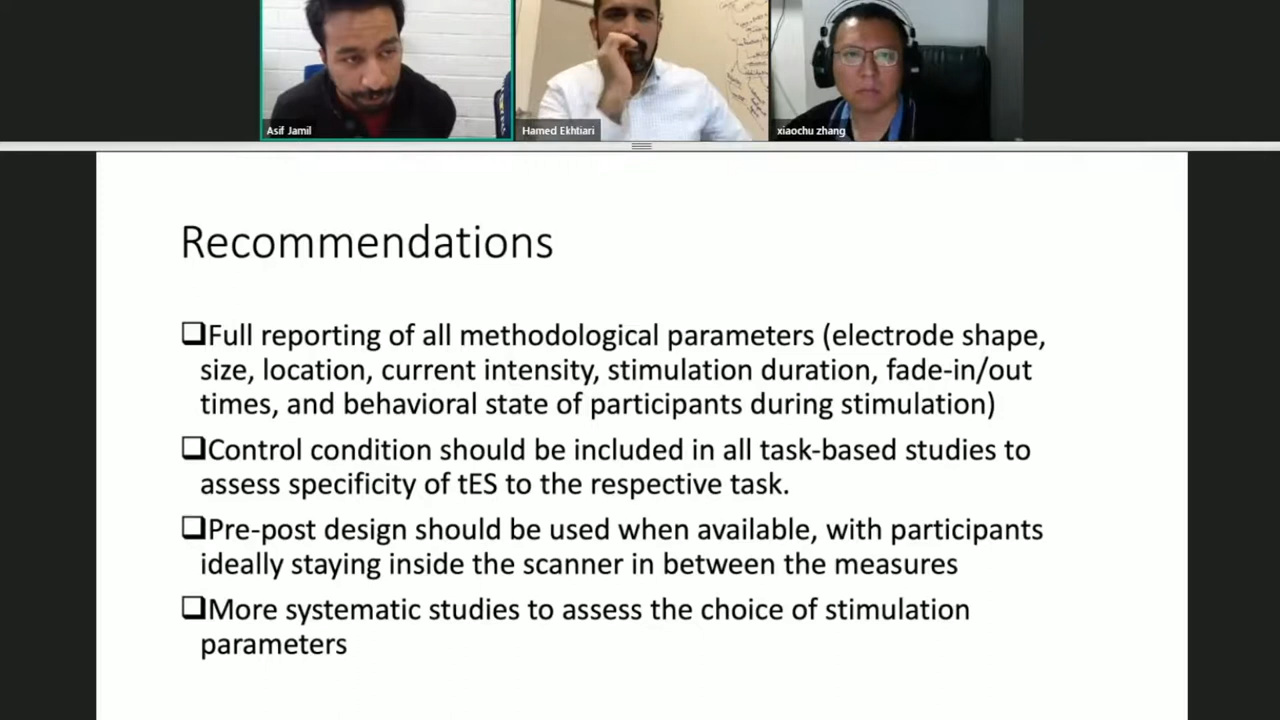 Asif Jamil
Hamed Ekhtiari
xiaochu zhang
Recommendations
❑Full reporting of all methodological parameters (electrode shape,
size, location, current intensity, stimulation duration, fade-in/out
times, and behavioral state of participants during stimulation)
❑Control condition should be included in all task-based studies to
assess specificity of tES to the respective task.
❑Pre-post design should be used when available, with participants
ideally staying inside the scanner in between the measures
❑More systematic studies to assess the choice of stimulation
parameters